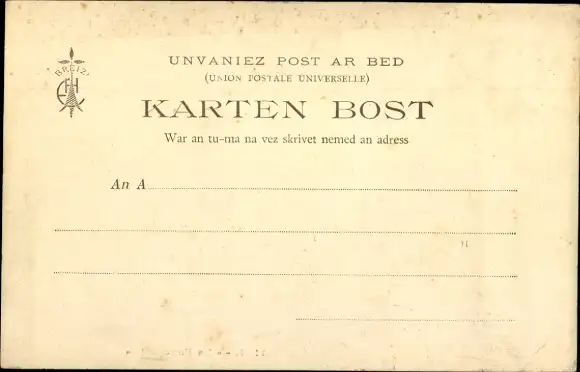 BREIZ
UNVANIEZ POST AR BED
(UNION POSTALE UNIVERSELLE)
KARTEN BOST
War an tu-ma na vez skrivet nemed an adress
An A